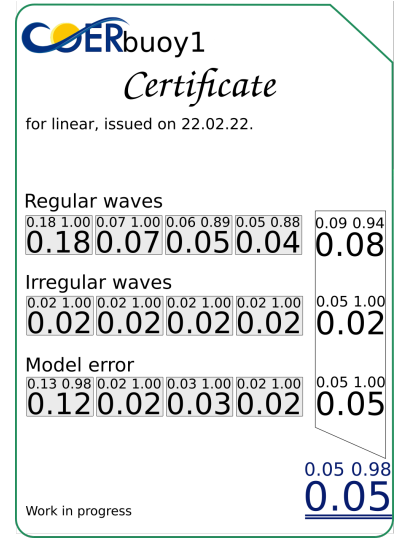 COERbuoy1
Certificate
for linear, issued on 22.02.22.
Regular waves
0.18 1.00 0.07 1.00 0.06 0.89 0.05 0.88 0.09 0.94
0.18 0.07 0.05 0.04 0.08
Irregular waves
0.02 1.00 0.02 1.00 0.02 1.00 0.02 1.00 0.05 1.00
0.02 0.02 0.02 0.02 0.02
Model error
0.13 0.98 0.02 1.00 0.03 1.00 0.02 1.00 0.05 1.00
0.12 0.02 0.03 0.02 0.05
0.05 0.98
0.05
Work in progress